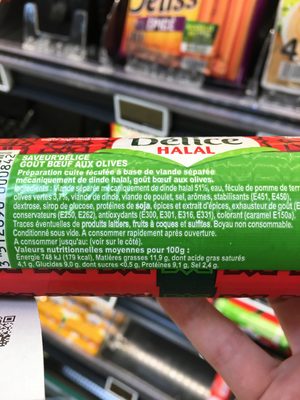 Délice
HALAL
SAVEUR DÉLICE
GOÛT BŒUF AUX OLIVES
Préparation cuite féculée à base de viande séparée
mécaniquement de dinde halal, goût bœuf aux olives.
Ingrédients : Viande séparée mécaniquement de dinde halal 51%, eau, fécule de pomme de terre
olives vertes 3,7%, viande de dinde, viande de poulet, sel, arômes, stabilisants (E451, E450),
dextrose, sirop de glucose, protéines de soja, épices et extrait d'épices, exhausteur de goût (E
conservateurs (E250, E262), antioxydants (E300, E301, E316, E331), colorant (caramel E150a).
Traces éventuelles de produits laitiers, fruits à coques et sulfites. Boyau non consommable.
Conditionné sous vide. A consommer rapidement après ouverture.
A consommer jusqu'au: (voir sur le côté).
Valeurs nutritionnelles moyennes pour 100g :
Energie 748 kJ (179 kcal), Matières grasses 11,9 g, dont acide gras saturés
4,1 g, Glucides 9,0 g, dont sucres <0,5 g, Protéines 9,1 g, Sel 2,4 g.